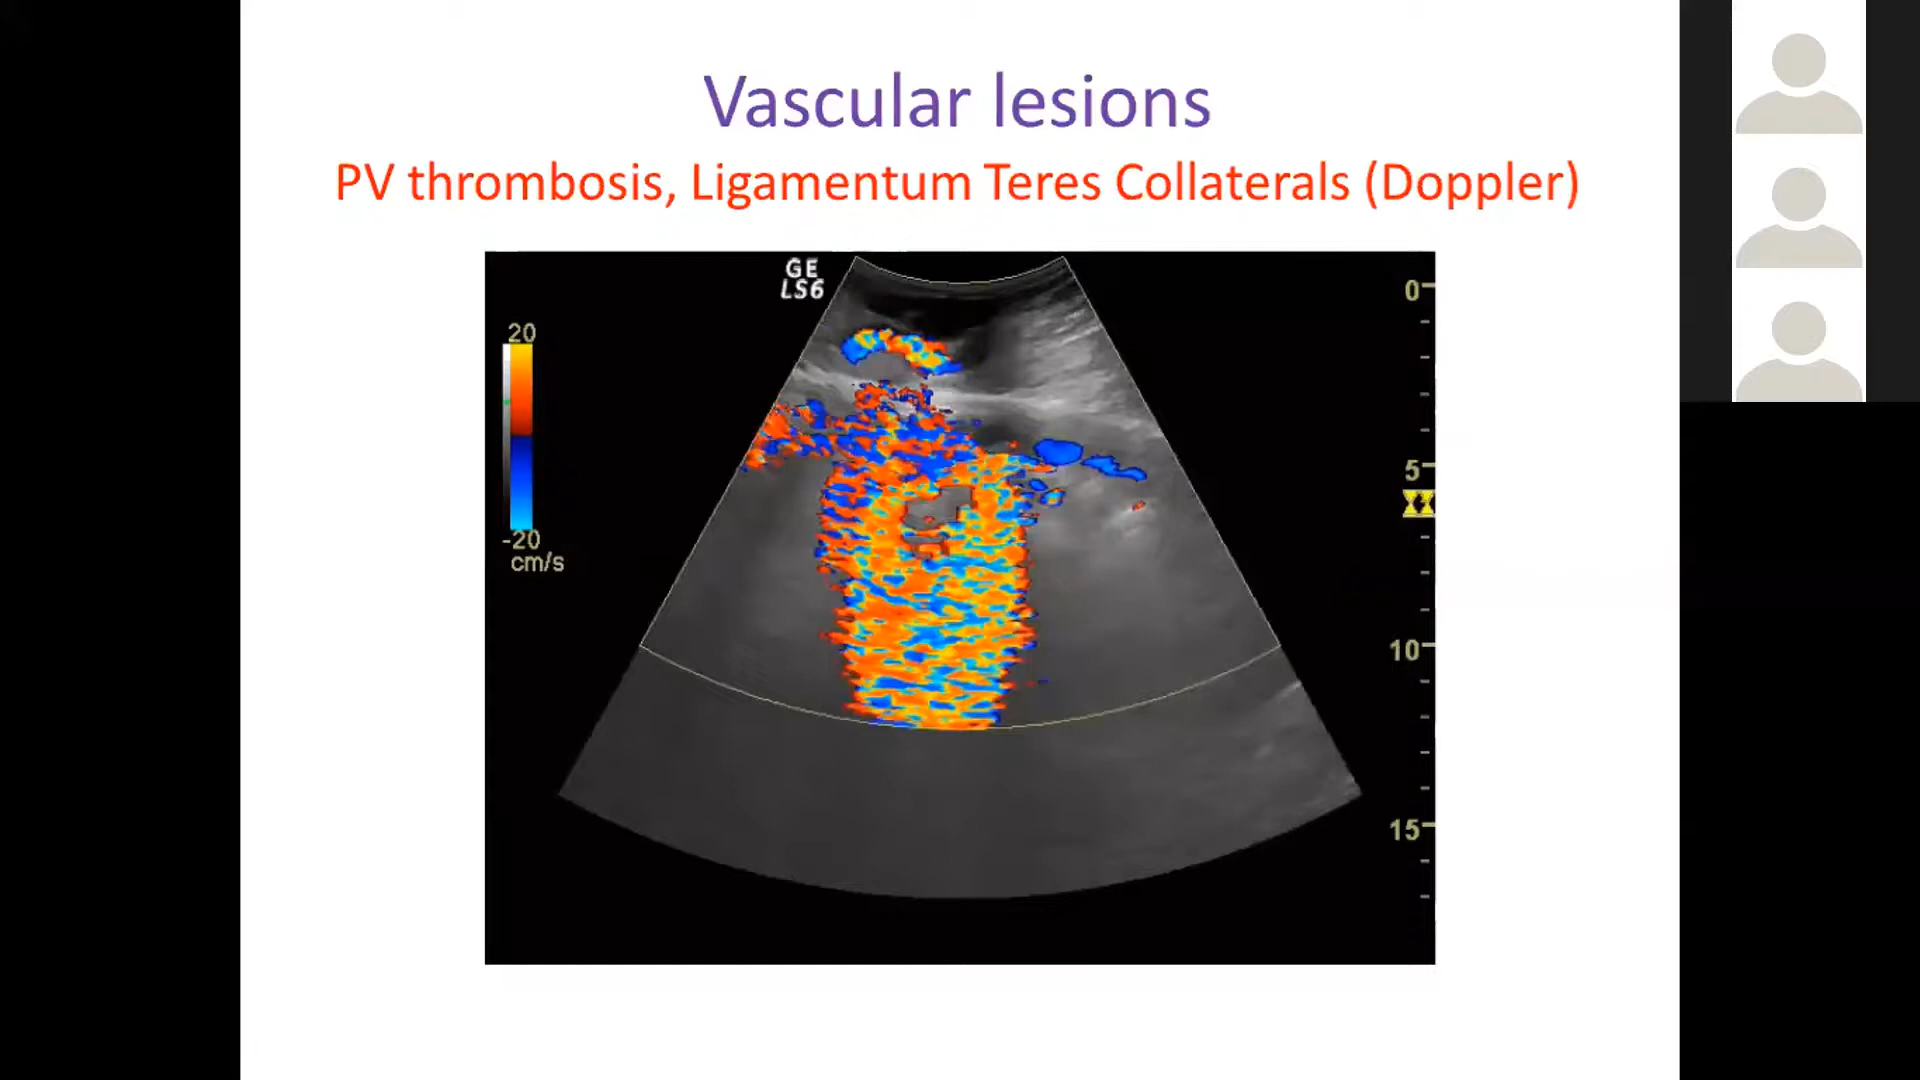 Vascular lesions
PV thrombosis, Ligamentum Teres Collaterals (Doppler)
GE
LS6
20
-20
cm/s
0
5
10
15